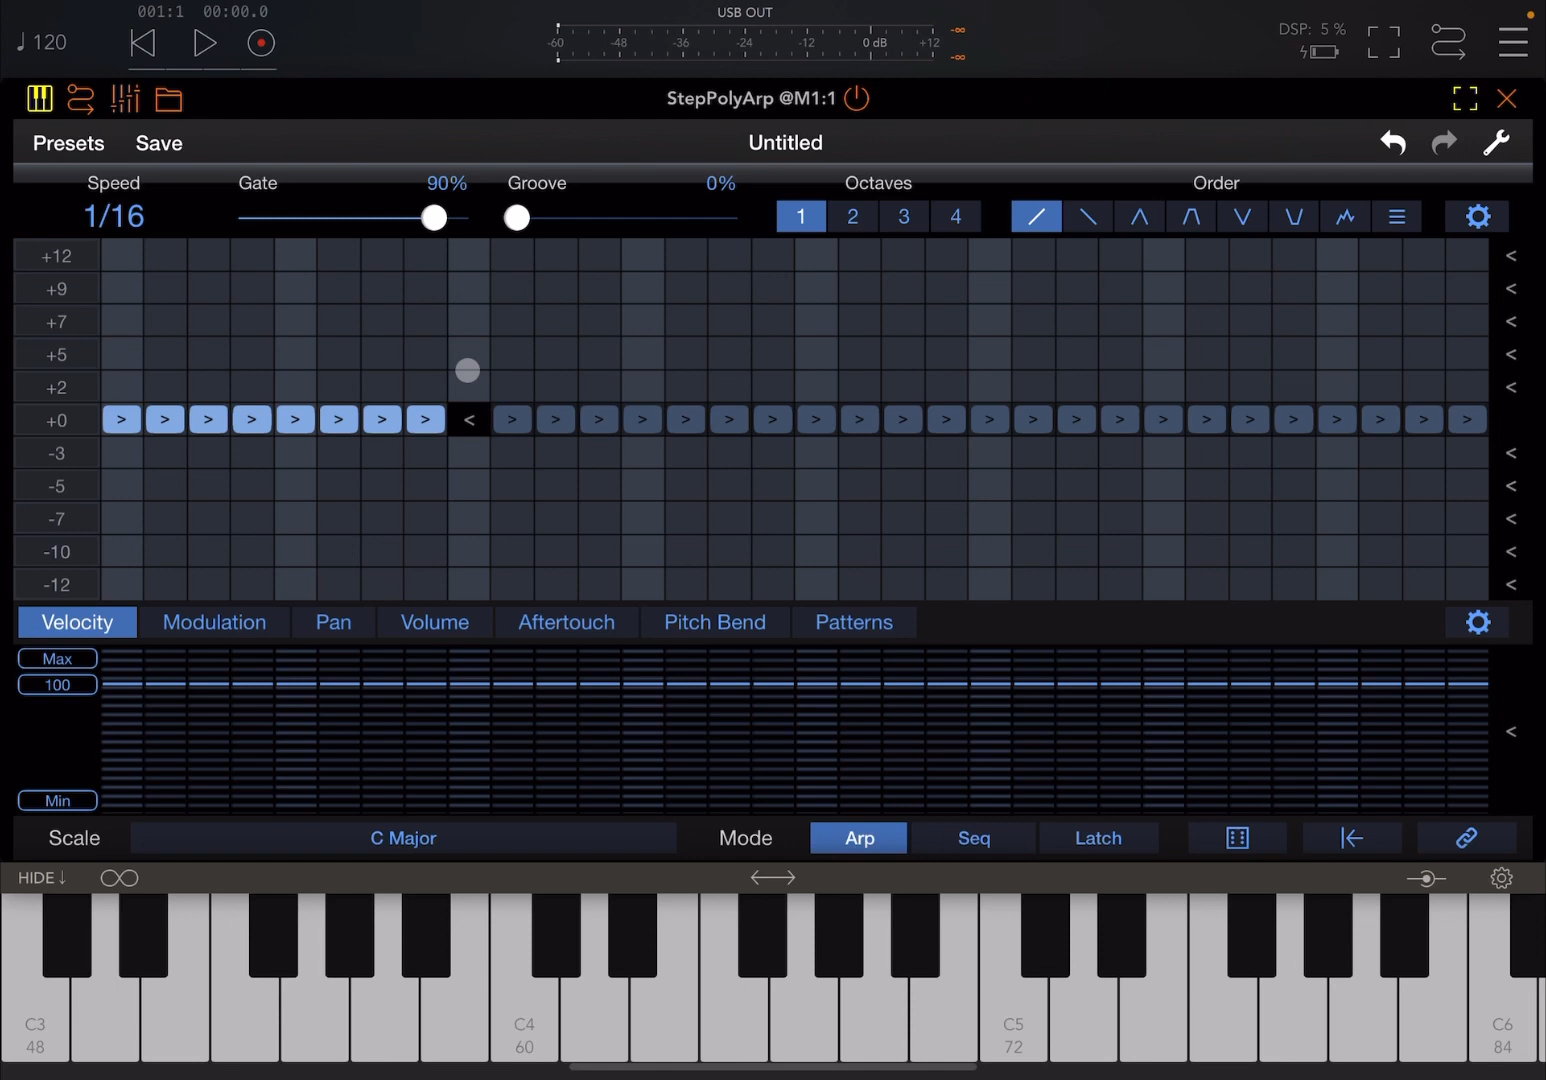 001:1 00:00.0
USB OUT
♩ 120
-60 -48 -36 -24 -12 0 dB +12
-∞
-∞
DSP: 5 %
StepPolyArp @M1:1
Presets Save Untitled
Speed Gate 90% Groove 0% Octaves Order
1/16 1 2 3 4
+12 <
+9 <
+7 <
+5 <
+2 <
+0 > > > > > > > > < > > > > > > > > > > > > > > > > > > > > > > >
-3 <
-5 <
-7 <
-10 <
-12 <
Velocity Modulation Pan Volume Aftertouch Pitch Bend Patterns
Max
100
<
Min
Scale C Major Mode Arp Seq Latch
HIDE↓
C3 C4 C5 C6
48 60 72 84